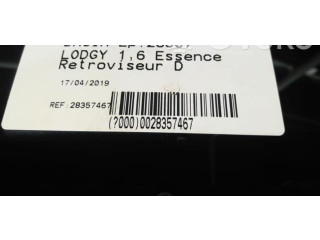 LODGY 1,6 Essence
Retroviseur D
17/04/2019
REF: 28357467
(?000)0028357467